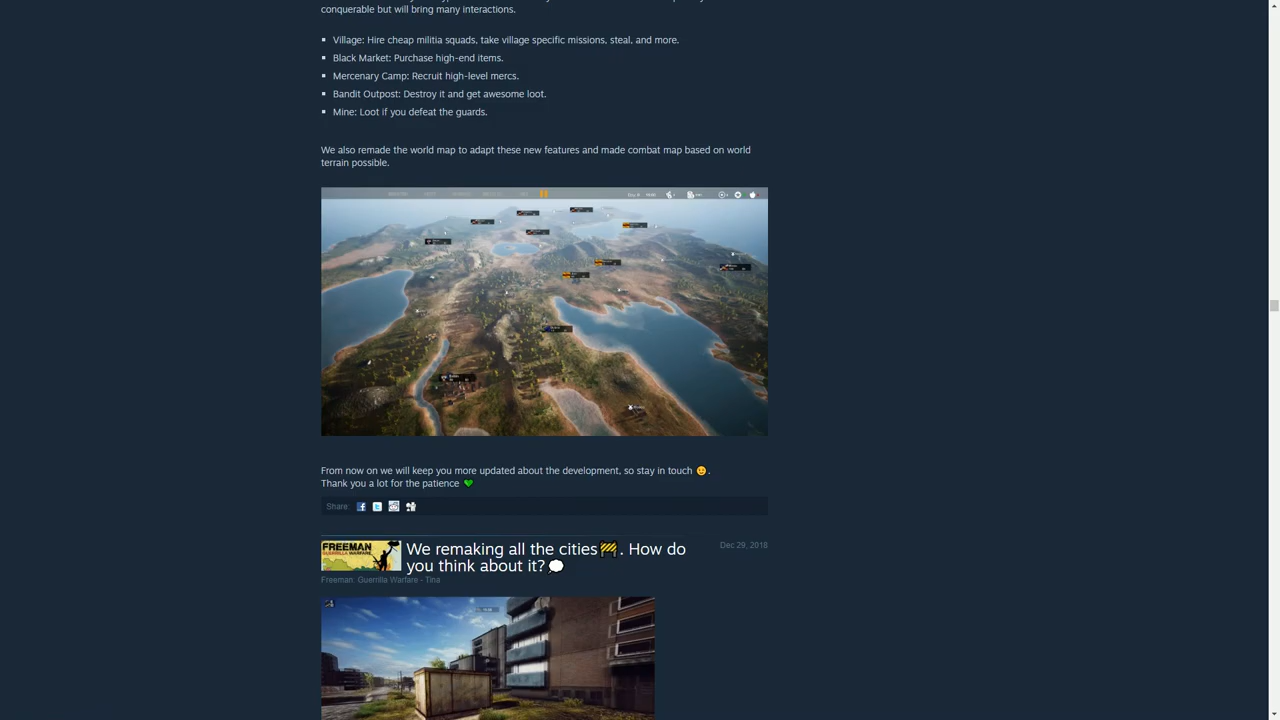 conquerable but will bring many interactions.
Village: Hire cheap militia squads, take village specific missions, steal, and more.
Black Market: Purchase high-end items.
Mercenary Camp: Recruit high-level mercs.
Bandit Outpost: Destroy it and get awesome loot.
Mine: Loot if you defeat the guards.
We also remade the world map to adapt these new features and made combat map based on world
terrain possible.
From now on we will keep you more updated about the development, so stay in touch 😉.
Thank you a lot for the patience 💚
Share:
FREEMAN
GUERRILLA WARFARE
We remaking all the cities🚧. How do
you think about it?💭
Dec 29, 2018
Freeman: Guerrilla Warfare - Tina